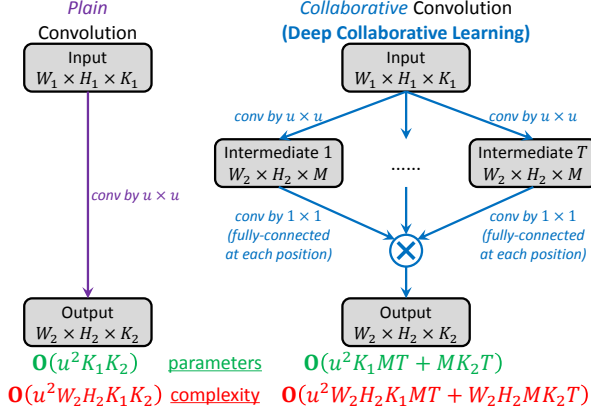 Plain
Convolution
Input
W₁ × H₁ × K₁
conv by u × u
Output
W₂ × H₂ × K₂
Collaborative Convolution
(Deep Collaborative Learning)
Input
W₁ × H₁ × K₁
conv by u × u
conv by u × u
Intermediate 1
W₂ × H₂ × M
......
Intermediate T
W₂ × H₂ × M
conv by 1 × 1
(fully-connected
at each position)
conv by 1 × 1
(fully-connected
at each position)
Output
W₂ × H₂ × K₂
O(u²K₁K₂) parameters O(u²K₁MT + MK₂T)
O(u²W₂H₂K₁K₂) complexity O(u²W₂H₂K₁MT + W₂H₂MK₂T)